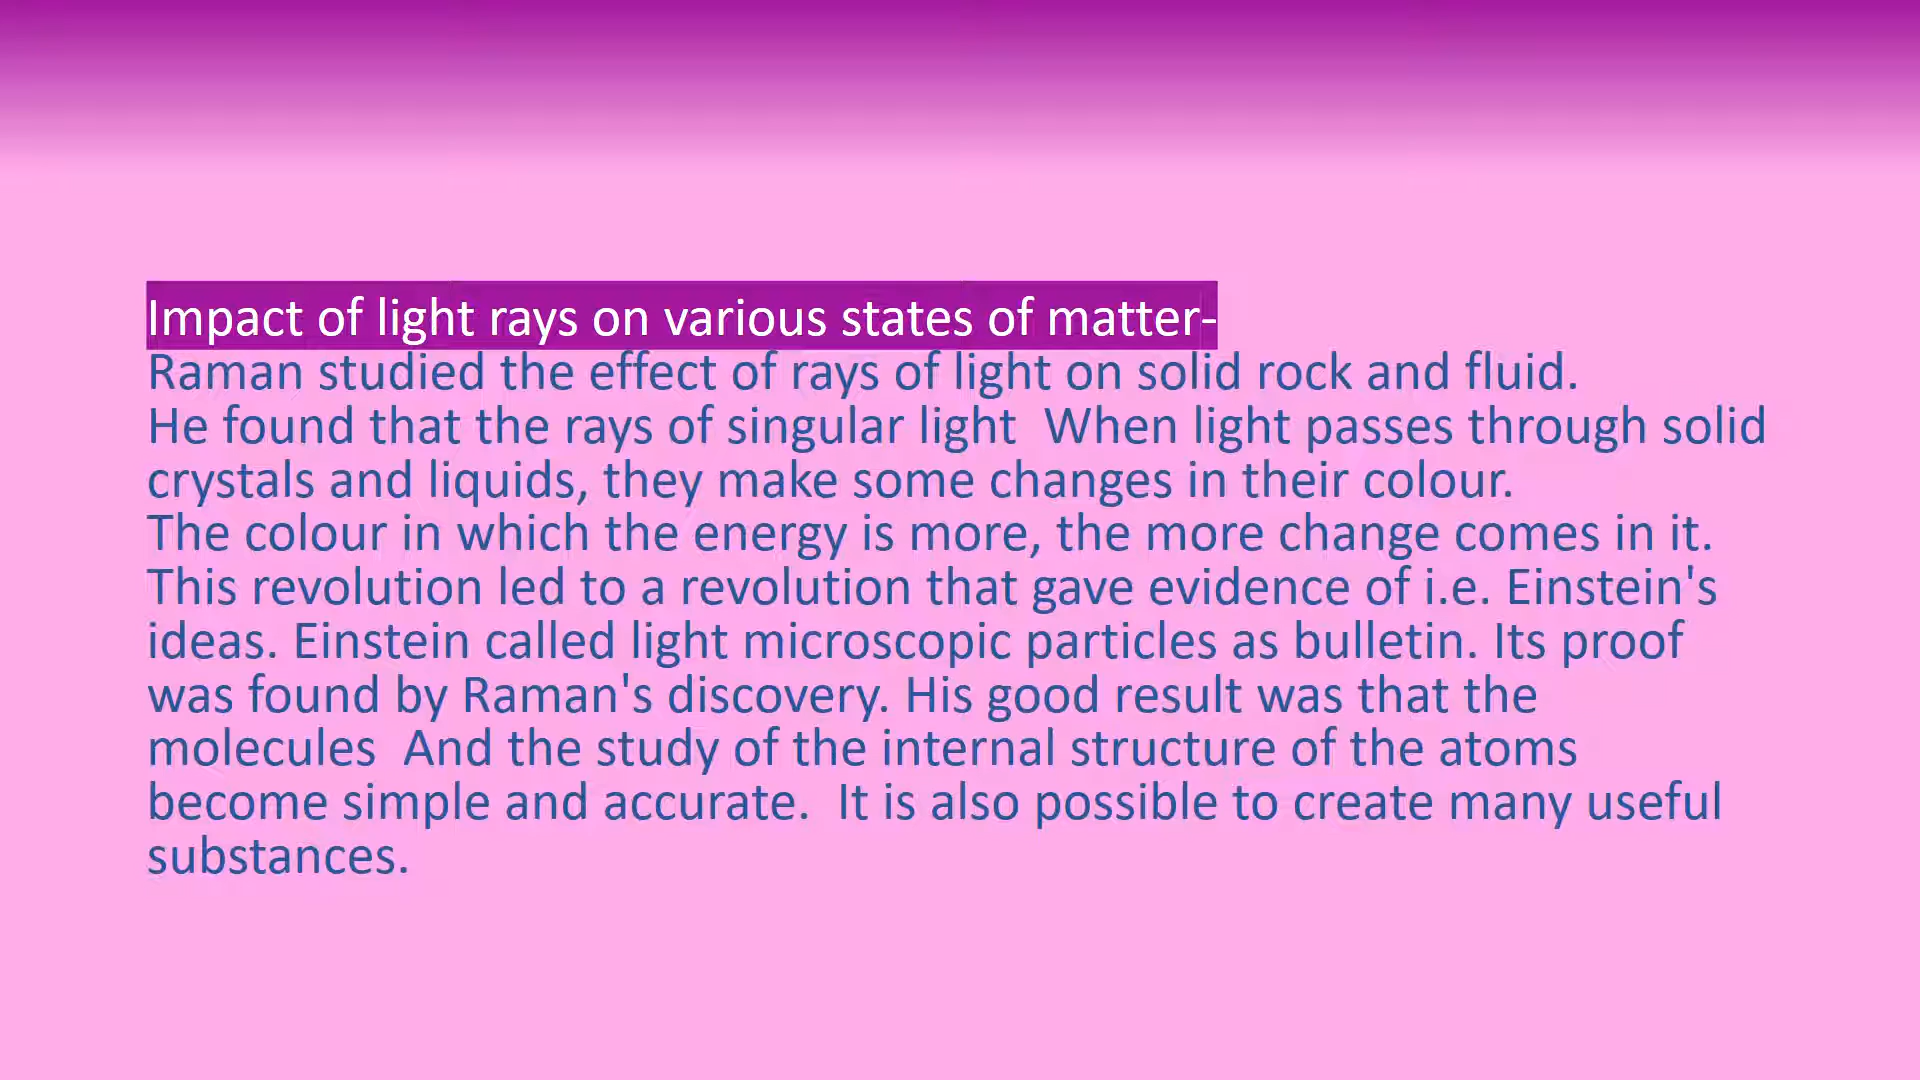 Impact of light rays on various states of matter-
Raman studied the effect of rays of light on solid rock and fluid.
He found that the rays of singular light  When light passes through solid
crystals and liquids, they make some changes in their colour.
The colour in which the energy is more, the more change comes in it.
This revolution led to a revolution that gave evidence of i.e. Einstein's
ideas. Einstein called light microscopic particles as bulletin. Its proof
was found by Raman's discovery. His good result was that the
molecules  And the study of the internal structure of the atoms
become simple and accurate.  It is also possible to create many useful
substances.